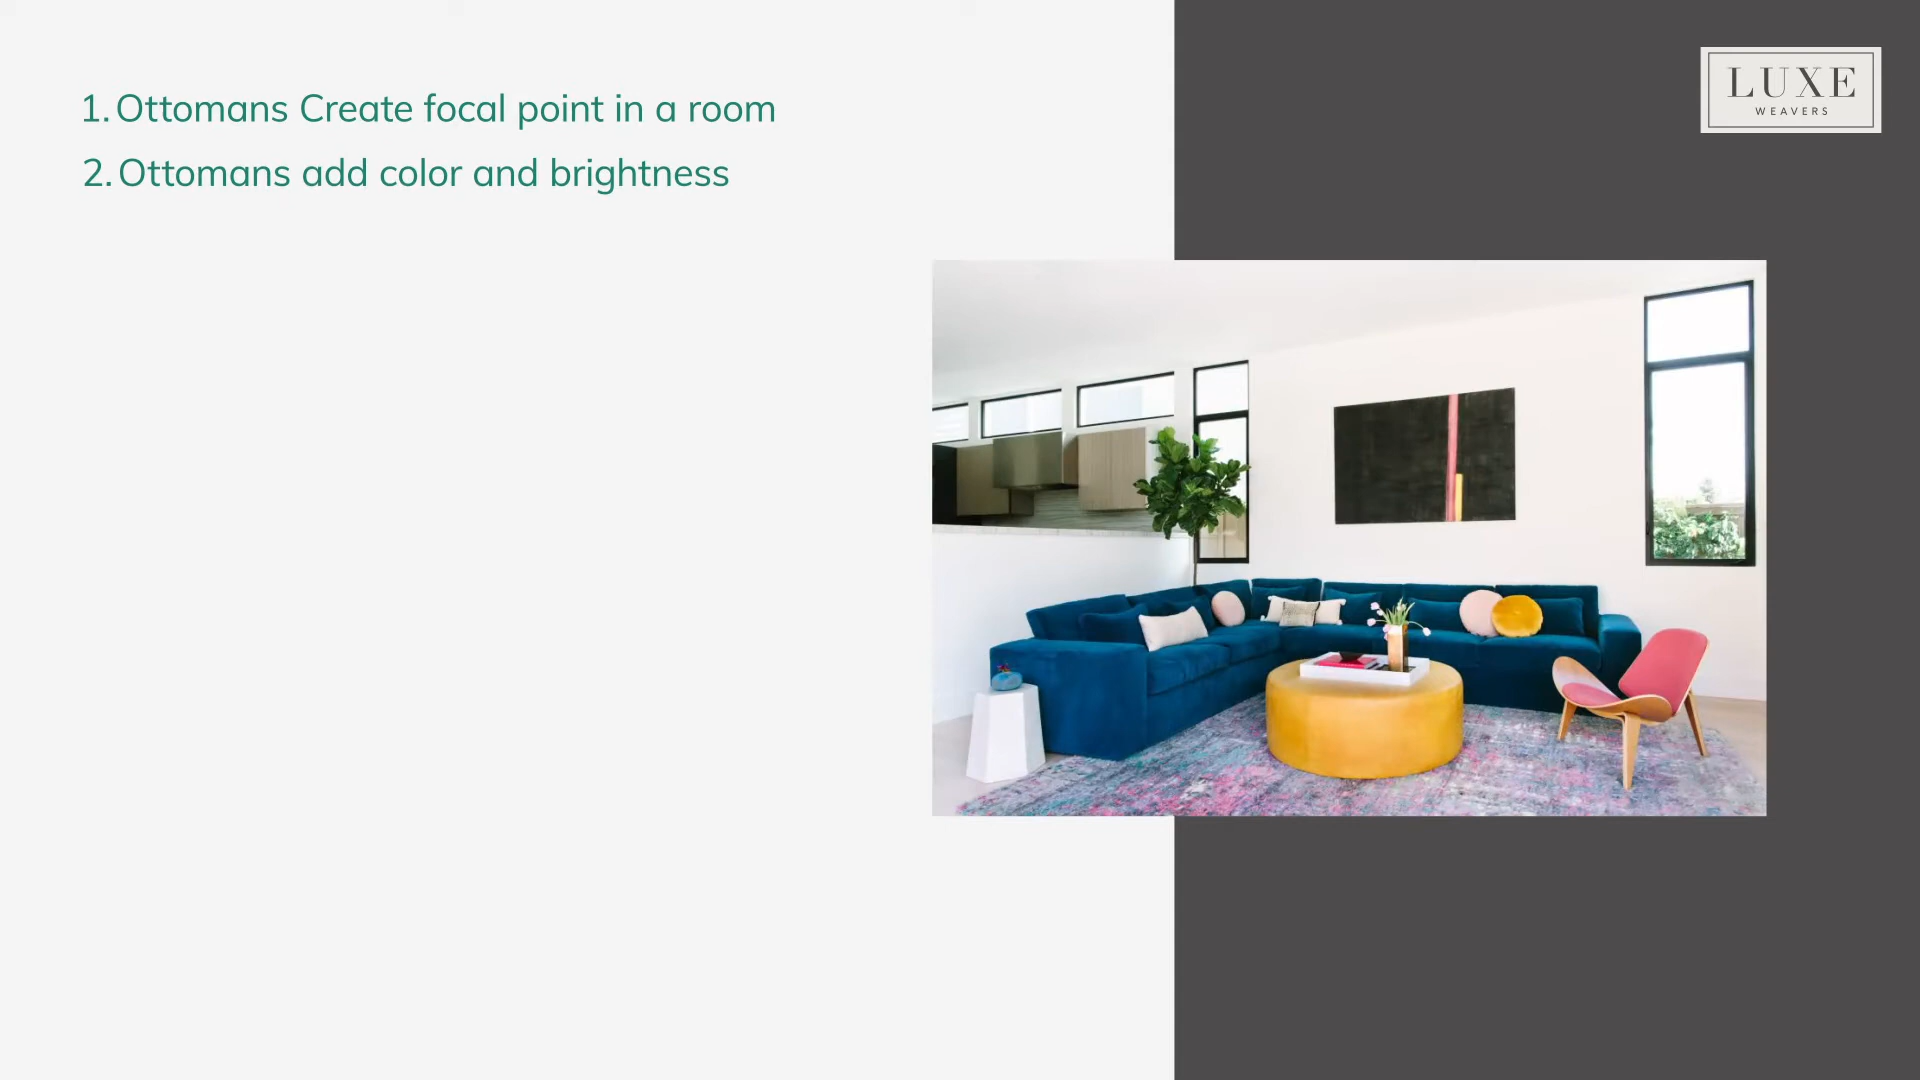 1. Ottomans Create focal point in a room
2. Ottomans add color and brightness
LUXE
WEAVERS